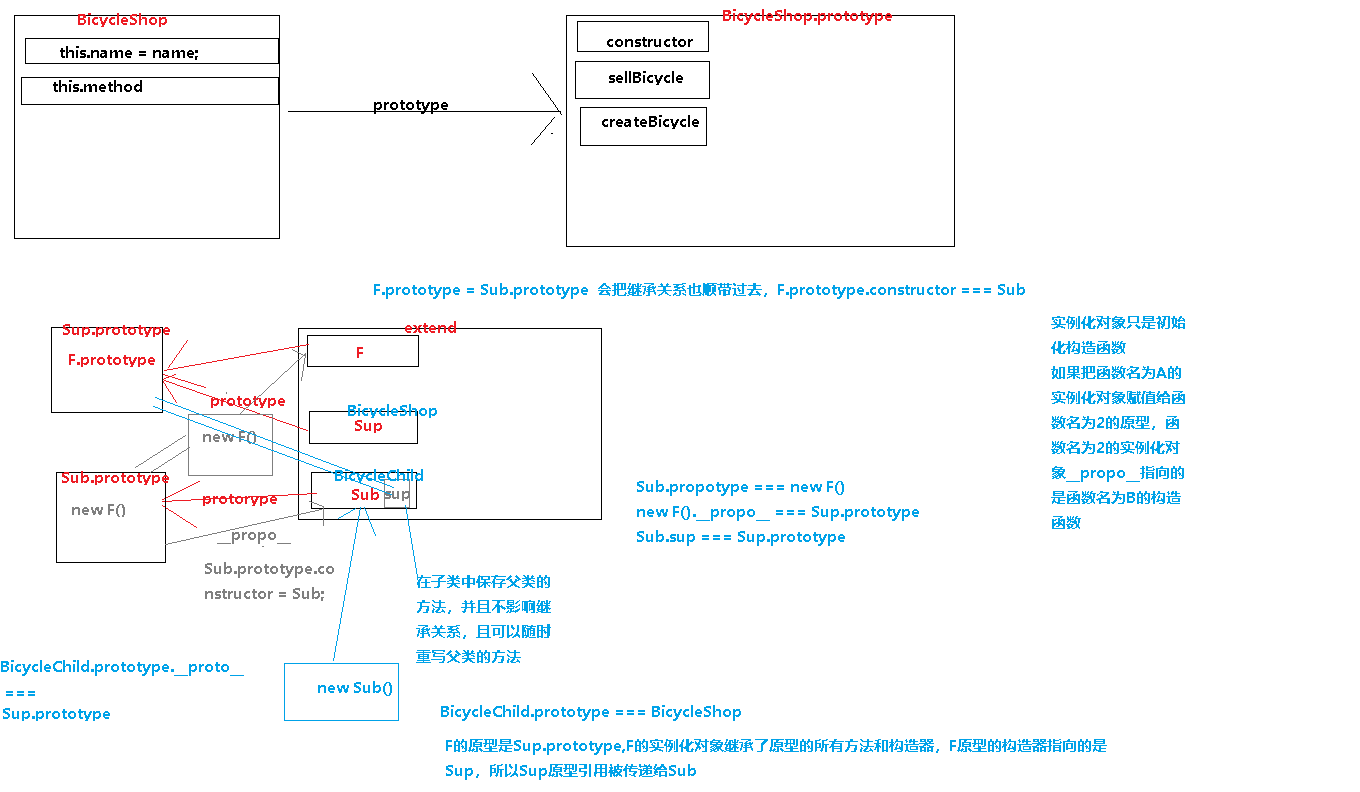 BicycleShop
this.name = name;
this.method
prototype
BicycleShop.prototype
constructor
sellBicycle
createBicycle
F.prototype = Sub.prototype 会把继承关系也顺带过去，F.prototype.constructor === Sub
Sup.prototype
F.prototype
extend
F
prototype
BicycleShop
Sup
new F()
BicycleChild
Sub
sup
Sub.prototype
new F()
protorype
__propo__
Sub.prototype.co
nstructor = Sub;
实例化对象只是初始
化构造函数
如果把函数名为A的
实例化对象赋值给函
数名为2的原型，函
数名为2的实例化对
象__propo__指向的
是函数名为B的构造
函数
Sub.propotype === new F()
new F().__propo__ === Sup.prototype
Sub.sup === Sup.prototype
在子类中保存父类的
方法，并且不影响继
承关系，且可以随时
重写父类的方法
BicycleChild.prototype.__proto__
===
Sup.prototype
new Sub()
BicycleChild.prototype === BicycleShop
F的原型是Sup.prototype,F的实例化对象继承了原型的所有方法和构造器，F原型的构造器指向的是
Sup，所以Sup原型引用被传递给Sub